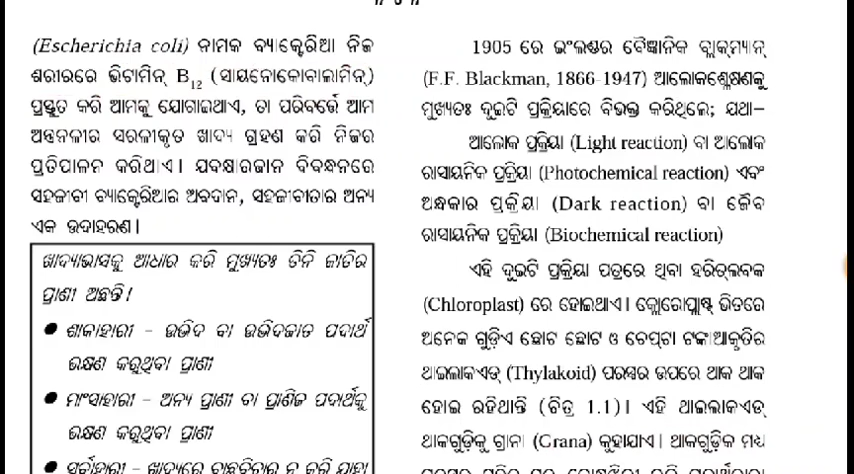 (Escherichia coli) ନାମକ ବ୍ୟାକ୍ଟେରିଆ ନିଜ
ଶରୀରରେ ଭିଟାମିନ୍ B12 (ସାୟନୋକୋବାଲାମିନ୍)
ପ୍ରସ୍ତୁତ କରି ଆମକୁ ଯୋଗାଇଥାଏ, ତା ପରିବର୍ତ୍ତେ ଆମ
ଅନ୍ତନଳୀର ସରଳୀକୃତ ଖାଦ୍ୟ ଗ୍ରହଣ କରି ନିଜର
ପ୍ରତିପାଳନ କରିଥାଏ। ଯବକ୍ଷାରଜାନ ବିବନ୍ଧନରେ
ସହଜୀବୀ ବ୍ୟାକ୍ଟେରିଆର ଅବଦାନ, ସହଜୀବୀତାର ଅନ୍ୟ
ଏକ ଉଦାହରଣ।
ଖାଦ୍ୟାଭାସକୁ ଆଧାର କରି ମୁଖ୍ୟତଃ ତିନି ଜାତିର
ପ୍ରାଣୀ ଅଛନ୍ତି।
● ଶାକାହାରୀ – ଉଦ୍ଭିଦ ବା ଉଦ୍ଭିଦଜାତ ପଦାର୍ଥ
ଭକ୍ଷଣ କରୁଥିବା ପ୍ରାଣୀ
● ମାଂସାହାରୀ – ଅନ୍ୟ ପ୍ରାଣୀ ବା ପ୍ରାଣିଜ ପଦାର୍ଥକୁ
ଭକ୍ଷଣ କରୁଥିବା ପ୍ରାଣୀ
● ସର୍ବାହାରୀ – ଖାଦ୍ୟରେ ବାଛବିଚାର ନ କରି ଯାହା
1905 ରେ ଇଂଲଣ୍ଡର ବୈଜ୍ଞାନିକ ବ୍ଲାକ୍‌ମ୍ୟାନ୍
(F.F. Blackman, 1866-1947) ଆଲୋକଶ୍ଳେଷଣକୁ
ମୁଖ୍ୟତଃ ଦୁଇଟି ପ୍ରକ୍ରିୟାରେ ବିଭକ୍ତ କରିଥିଲେ; ଯଥା–
ଆଲୋକ ପ୍ରକ୍ରିୟା (Light reaction) ବା ଆଲୋକ
ରାସାୟନିକ ପ୍ରକ୍ରିୟା (Photochemical reaction) ଏବଂ
ଅନ୍ଧକାର ପ୍ରକ୍ରିୟା (Dark reaction) ବା ଜୈବ
ରାସାୟନିକ ପ୍ରକ୍ରିୟା (Biochemical reaction)
ଏହି ଦୁଇଟି ପ୍ରକ୍ରିୟା ପତ୍ରରେ ଥିବା ହରିତ୍‌ଲବକ
(Chloroplast) ରେ ହୋଇଥାଏ। କ୍ଲୋରୋପ୍ଲାଷ୍ଟ ଭିତରେ
ଅନେକ ଗୁଡ଼ିଏ ଛୋଟ ଛୋଟ ଓ ଚେପ୍‌ଟା ଟଙ୍କାଆକୃତିର
ଥାଇଲାକଏଡ୍ (Thylakoid) ପରସ୍ପର ଉପରେ ଥାକ ଥାକ
ହୋଇ ରହିଥାନ୍ତି (ଚିତ୍ର 1.1)। ଏହି ଥାଇଲାକଏଡ୍
ଥାକଗୁଡ଼ିକୁ ଗ୍ରାନା (Grana) କୁହାଯାଏ। ଥାକଗୁଡ଼ିକ ମଧ୍ୟ